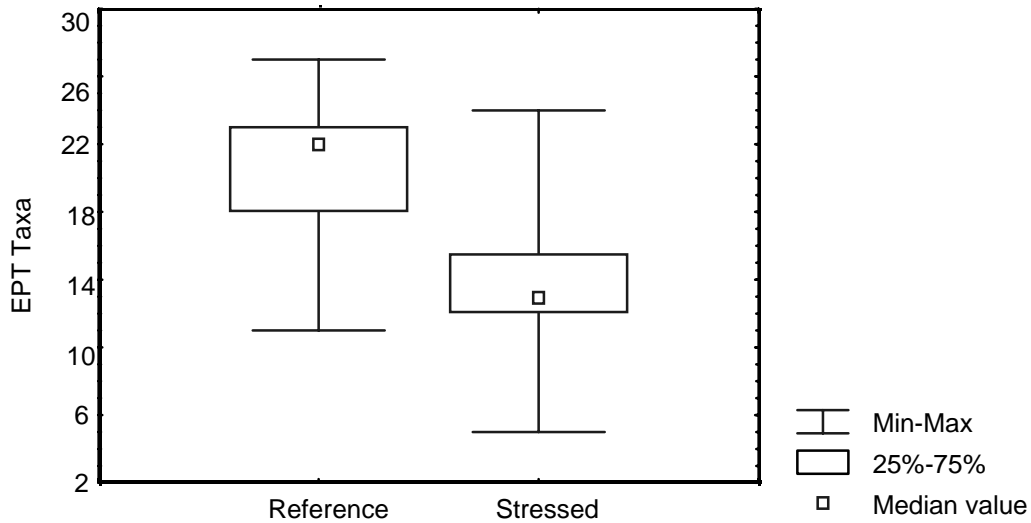 30
26
22
18
14
10
6
2
EPT Taxa
Reference
Stressed
Min-Max
25%-75%
Median value